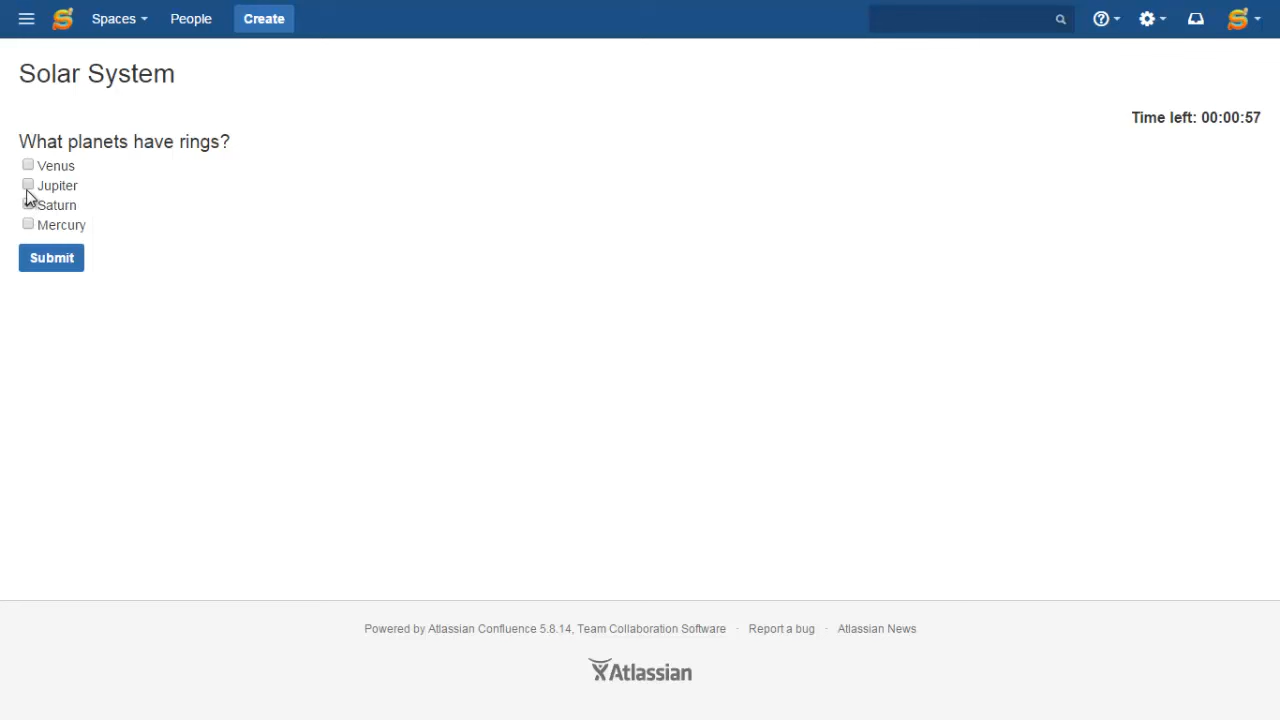 Spaces People Create
Solar System
Time left: 00:00:57
What planets have rings?
Venus
Jupiter
Saturn
Mercury
Submit
Powered by Atlassian Confluence 5.8.14, Team Collaboration Software · Report a bug · Atlassian News
Atlassian